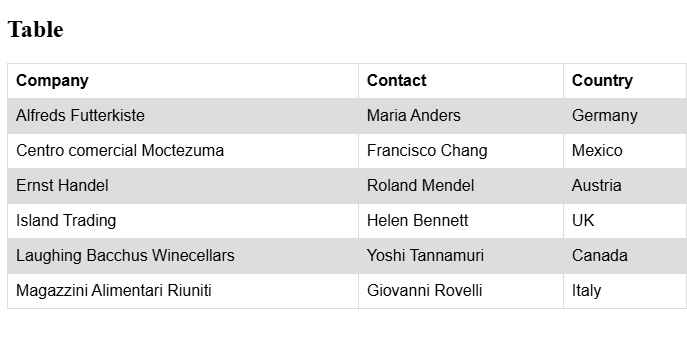 Table
Company Contact Country
Alfreds Futterkiste Maria Anders Germany
Centro comercial Moctezuma Francisco Chang Mexico
Ernst Handel Roland Mendel Austria
Island Trading Helen Bennett UK
Laughing Bacchus Winecellars Yoshi Tannamuri Canada
Magazzini Alimentari Riuniti Giovanni Rovelli Italy